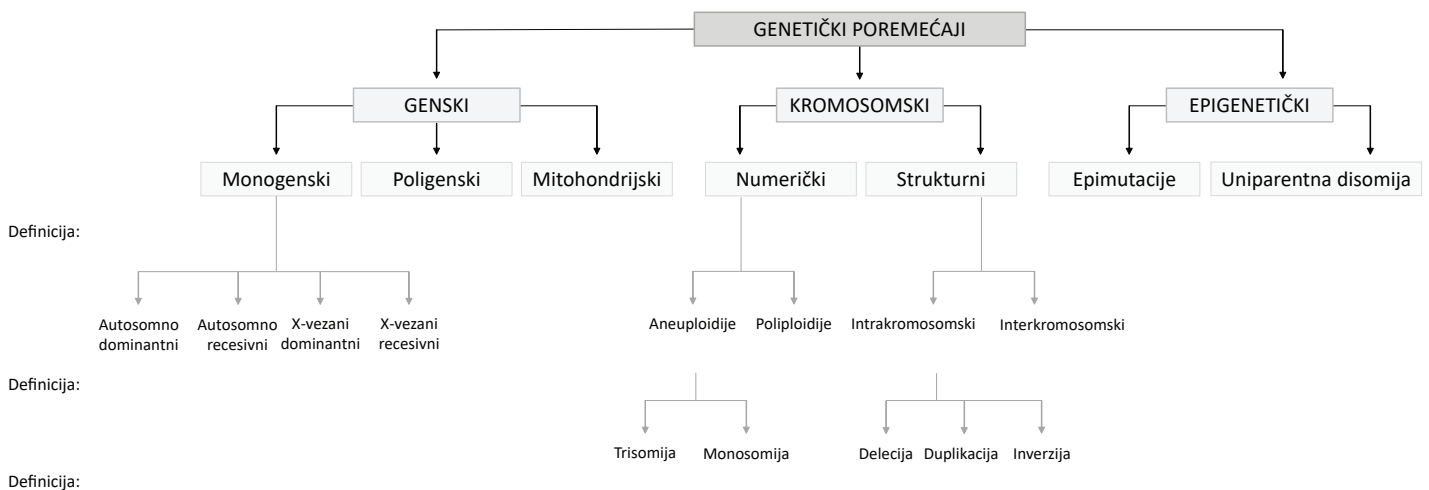 GENETIČKI POREMEĆAJI
GENSKI
KROMOSOMSKI
EPIGENETIČKI
Monogenski
Poligenski
Mitohondrijski
Numerički
Strukturni
Epimutacije
Uniparentna disomija
Definicija:
Autosomno
dominantni
Autosomno
recesivni
X-vezani
dominantni
X-vezani
recesivni
Aneuploidije
Poliploidije
Intrakromosomski
Interkromosomski
Definicija:
Trisomija
Monosomija
Delecija
Duplikacija
Inverzija
Definicija: